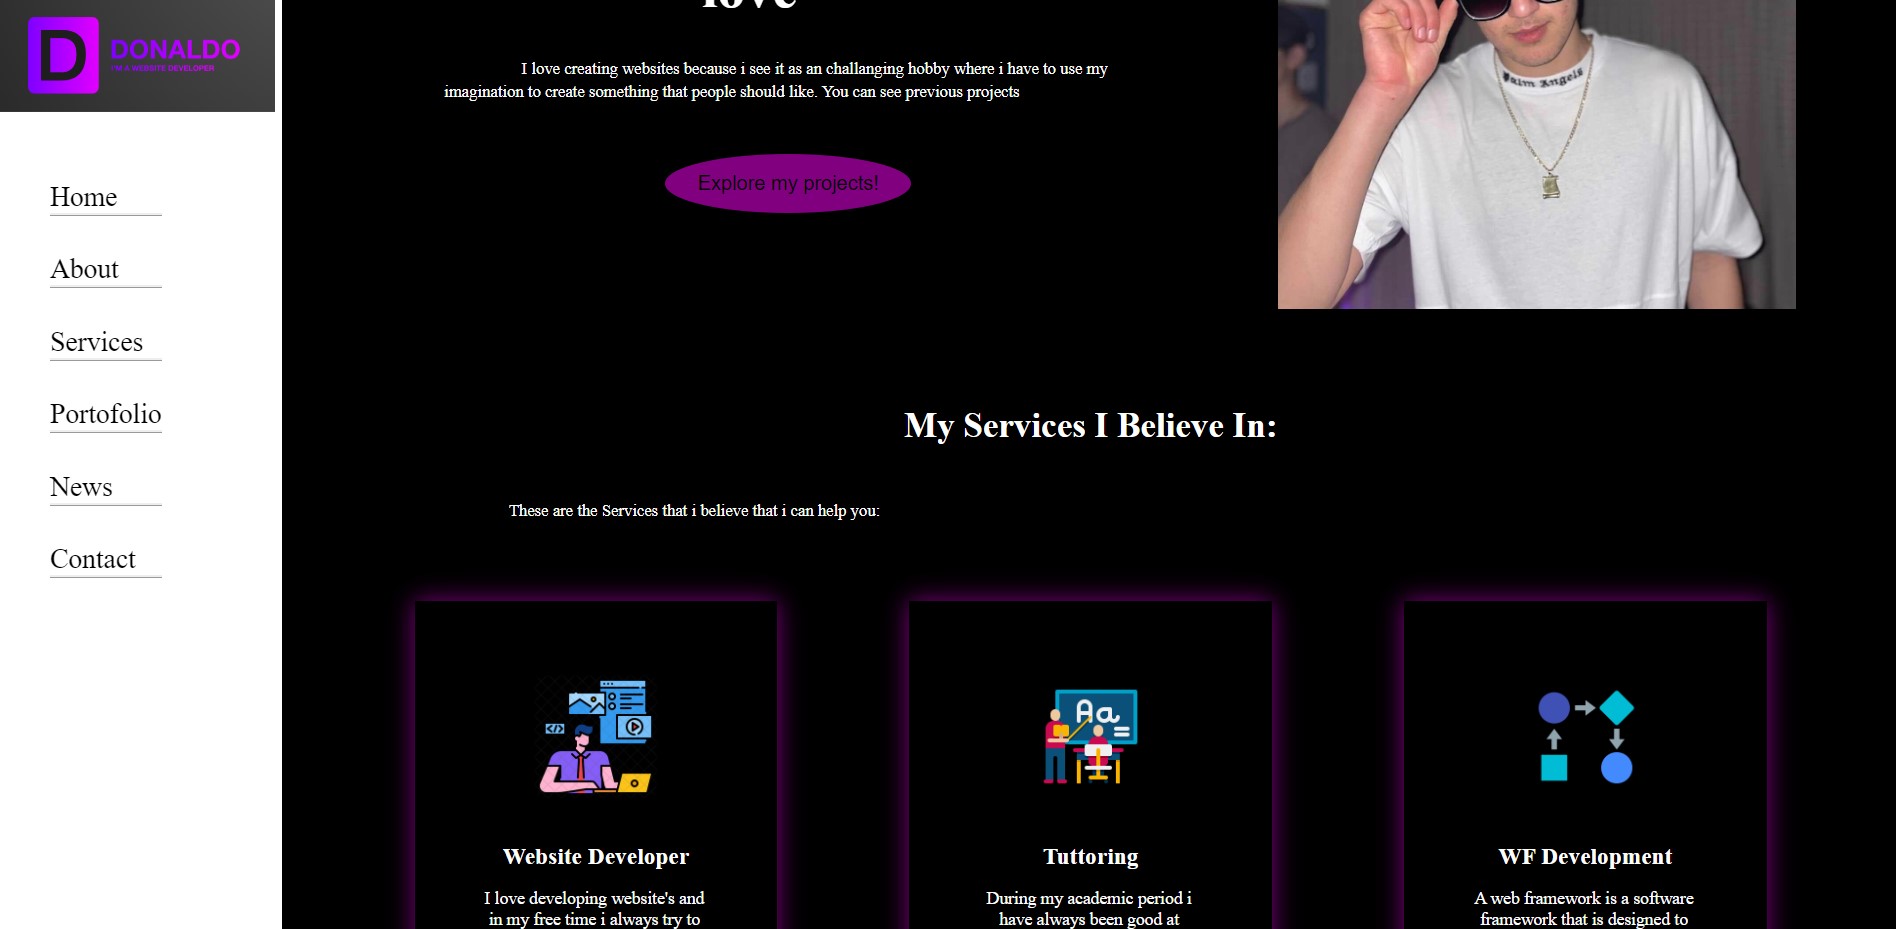 D
DONALDO
I'M A WEBSITE DEVELOPER
Home
About
Services
Portofolio
News
Contact
love
I love creating websites because i see it as an challanging hobby where i have to use my
imagination to create something that people should like. You can see previous projects
Explore my projects!
Palm Angels
My Services I Believe In:
These are the Services that i believe that i can help you:
</>
Aa
Website Developer
I love developing website's and
in my free time i always try to
Tuttoring
During my academic period i
have always been good at
WF Development
A web framework is a software
framework that is designed to